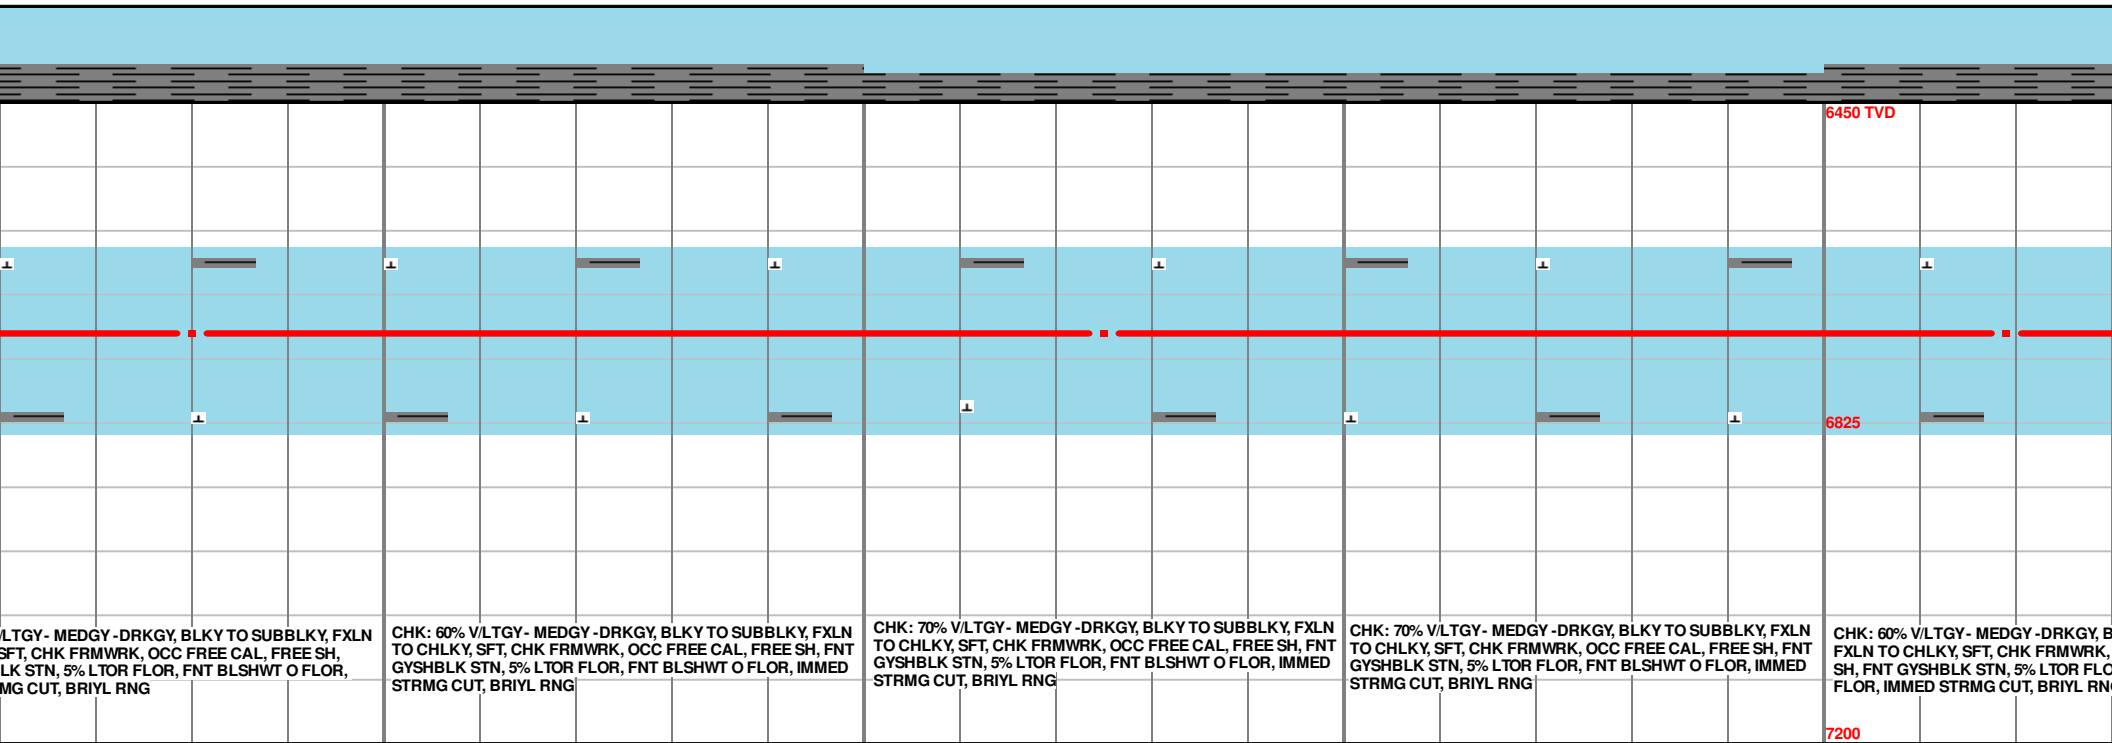 6450 TVD
6825
/LTGY- MEDGY -DRKGY, BLKY TO SUBBLKY, FXLN
SFT, CHK FRMWRK, OCC FREE CAL, FREE SH,
LK STN, 5% LTOR FLOR, FNT BLSHWT O FLOR,
MG CUT, BRIYL RNG
CHK: 60% V/LTGY- MEDGY -DRKGY, BLKY TO SUBBLKY, FXLN
TO CHLKY, SFT, CHK FRMWRK, OCC FREE CAL, FREE SH, FNT
GYSHBLK STN, 5% LTOR FLOR, FNT BLSHWT O FLOR, IMMED
STRMG CUT, BRIYL RNG
CHK: 70% V/LTGY- MEDGY -DRKGY, BLKY TO SUBBLKY, FXLN
TO CHLKY, SFT, CHK FRMWRK, OCC FREE CAL, FREE SH, FNT
GYSHBLK STN, 5% LTOR FLOR, FNT BLSHWT O FLOR, IMMED
STRMG CUT, BRIYL RNG
CHK: 70% V/LTGY- MEDGY -DRKGY, BLKY TO SUBBLKY, FXLN
TO CHLKY, SFT, CHK FRMWRK, OCC FREE CAL, FREE SH, FNT
GYSHBLK STN, 5% LTOR FLOR, FNT BLSHWT O FLOR, IMMED
STRMG CUT, BRIYL RNG
CHK: 60% V/LTGY- MEDGY -DRKGY, B
FXLN TO CHLKY, SFT, CHK FRMWRK,
SH, FNT GYSHBLK STN, 5% LTOR FLO
FLOR, IMMED STRMG CUT, BRIYL RN
7200